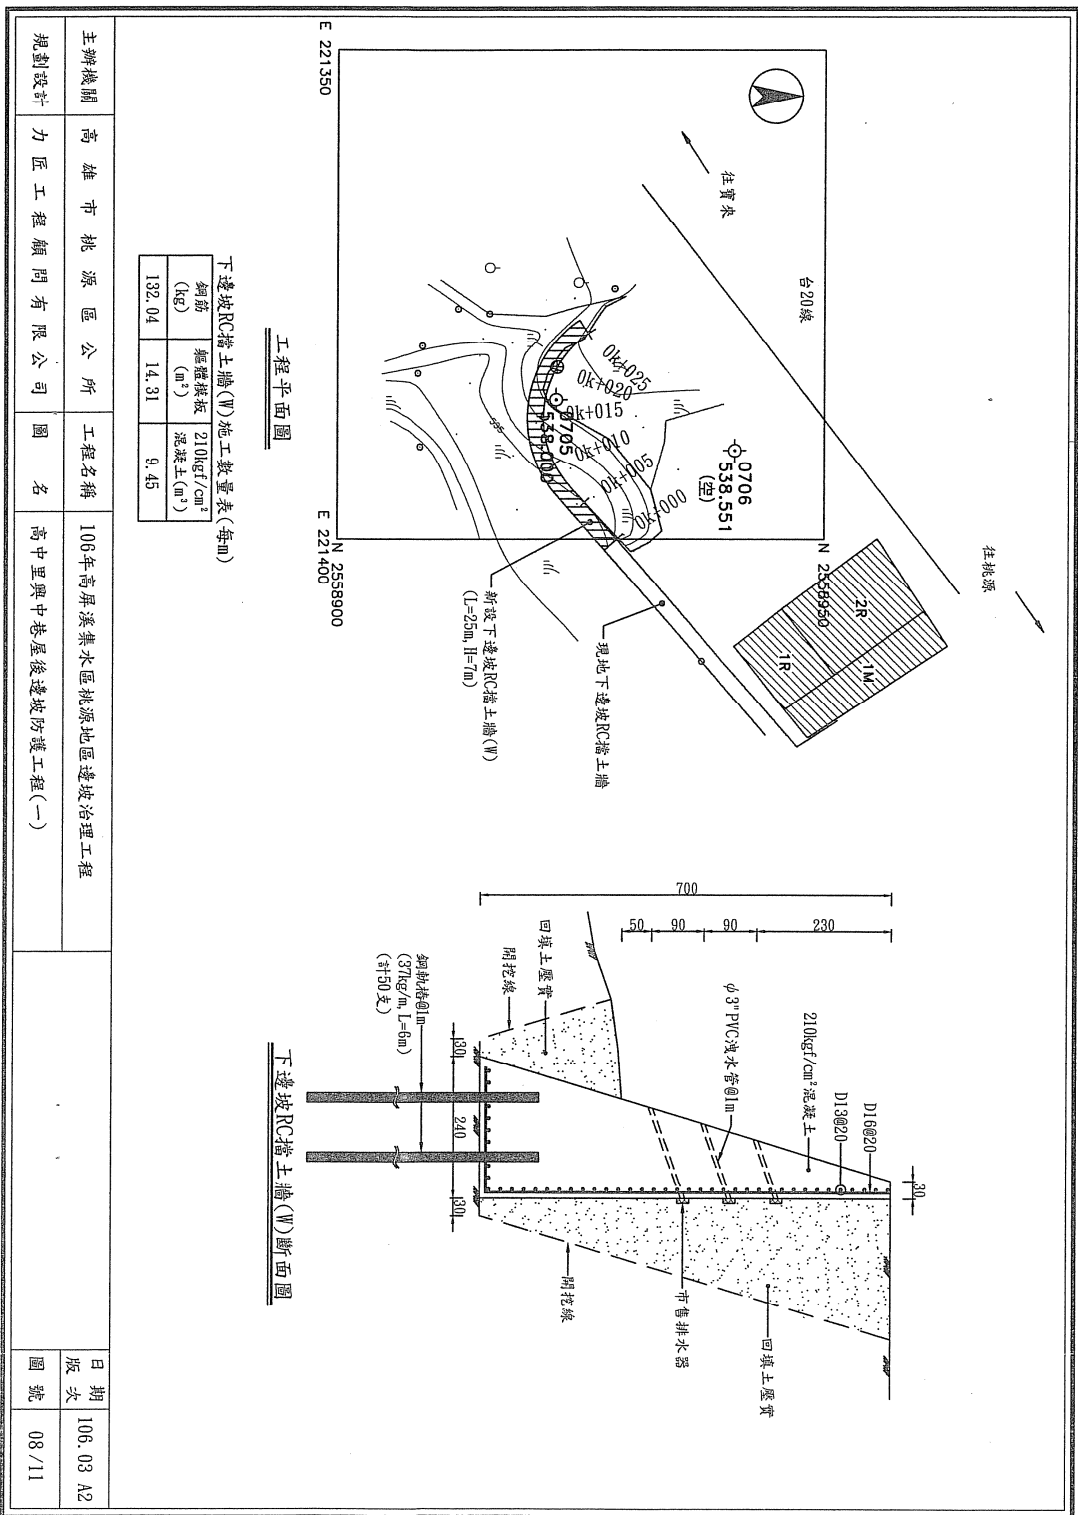 E 221350
N 2558950
N 2558900
E 221400
往寶來
台20線
往桃源
0k+025
0k+020
0k+015
0k+010
0k+005
0k+000
0705
538.000
0706
538.551
(空)
595
2R
1M
1R
現地下邊坡RC擋土牆
新設下邊坡RC擋土牆(W)
(L=25m, H=7m)
工程平面圖
下邊坡RC擋土牆(W)施工數量表(每m)
鋼筋
(kg)
軀體模板
(m²)
210kgf/cm²
混凝土(m³)
132.04
14.31
9.45
700
50
90
90
230
30
D16@20
D13@20
210kgf/cm²混凝土
φ3"PVC洩水管@1m
回填土壓實
開挖線
鋼軌樁@1m
(37kg/m, L=6m)
(計50支)
30
240
30
開挖線
市售排水器
回填土壓實
下邊坡RC擋土牆(W)斷面圖
主辦機關
高雄市桃源區公所
工程名稱
106年高屏溪集水區桃源地區邊坡治理工程
日期
版次
106.03 A2
規劃設計
力匠工程顧問有限公司
圖名
高中里興中巷屋後邊坡防護工程(一)
圖號
08/11